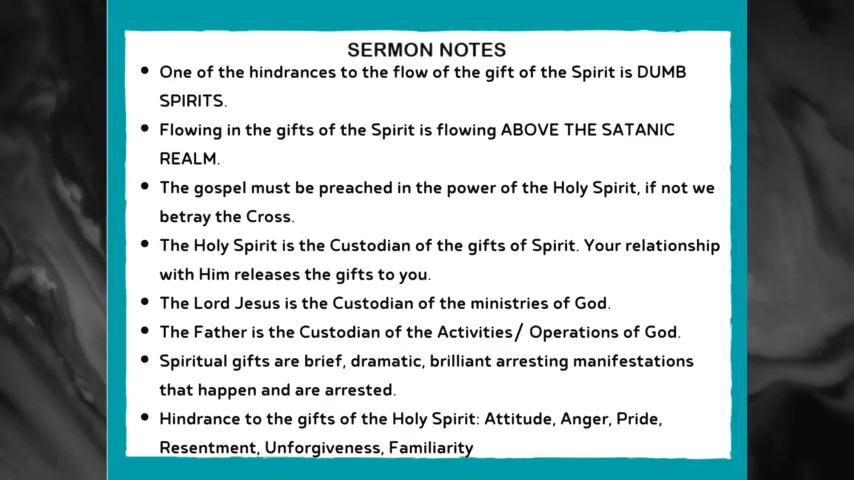 SERMON NOTES
• One of the hindrances to the flow of the gift of the Spirit is DUMB
SPIRITS.
• Flowing in the gifts of the Spirit is flowing ABOVE THE SATANIC
REALM.
• The gospel must be preached in the power of the Holy Spirit, if not we
betray the Cross.
• The Holy Spirit is the Custodian of the gifts of Spirit. Your relationship
with Him releases the gifts to you.
• The Lord Jesus is the Custodian of the ministries of God.
• The Father is the Custodian of the Activities/ Operations of God.
• Spiritual gifts are brief, dramatic, brilliant arresting manifestations
that happen and are arrested.
• Hindrance to the gifts of the Holy Spirit: Attitude, Anger, Pride,
Resentment, Unforgiveness, Familiarity